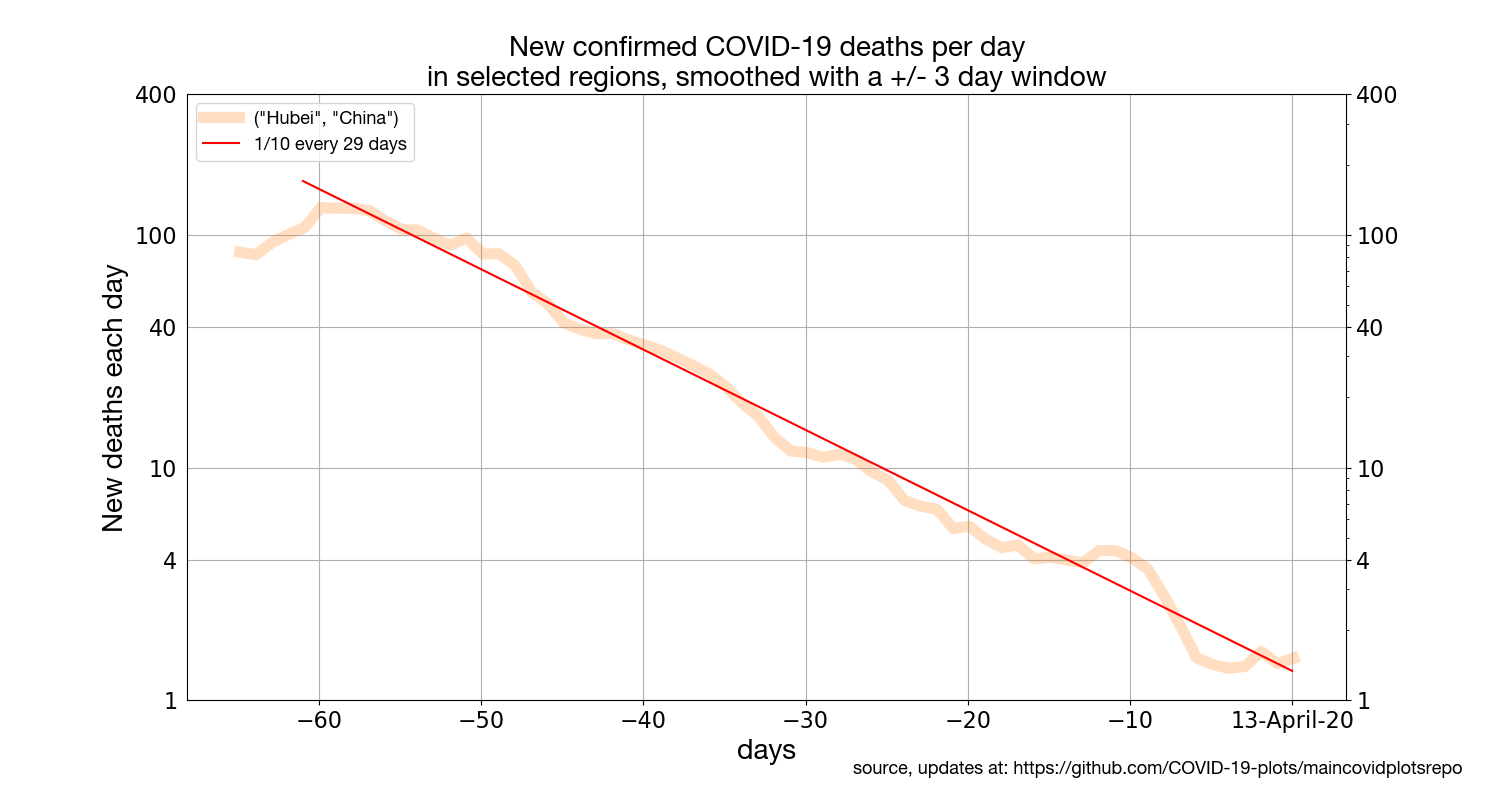 New confirmed COVID-19 deaths per day
in selected regions, smoothed with a +/- 3 day window
400
400
("Hubei", "China")
1/10 every 29 days
100
100
New deaths each day
40
40
10
10
4
4
1
1
−60
−50
−40
−30
−20
−10
13-April-20
days
source, updates at: https://github.com/COVID-19-plots/maincovidplotsrepo